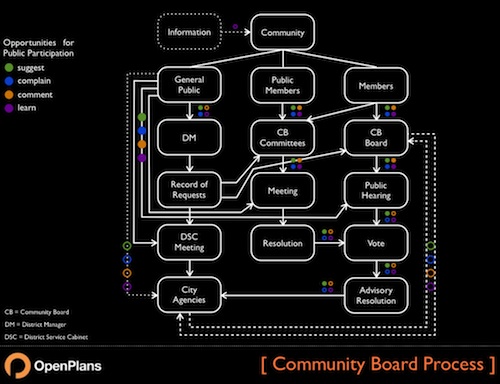 Information
Community
Opportunities for
Public Participation
suggest
complain
comment
learn
General
Public
Public
Members
Members
DM
CB
Committees
CB
Board
Record of
Requests
Meeting
Public
Hearing
DSC
Meeting
Resolution
Vote
City
Agencies
Advisory
Resolution
CB = Community Board
DM = District Manager
DSC = District Service Cabinet
OpenPlans
[ Community Board Process ]